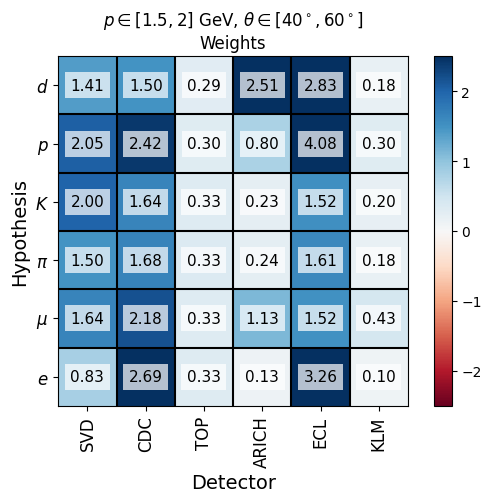 p ∈ [1.5, 2] GeV, θ ∈ [40°, 60°]
Weights
Hypothesis
d 1.41 1.50 0.29 2.51 2.83 0.18
p 2.05 2.42 0.30 0.80 4.08 0.30
K 2.00 1.64 0.33 0.23 1.52 0.20
π 1.50 1.68 0.33 0.24 1.61 0.18
μ 1.64 2.18 0.33 1.13 1.52 0.43
e 0.83 2.69 0.33 0.13 3.26 0.10
SVD CDC TOP ARICH ECL KLM
Detector
2
1
0
−1
−2